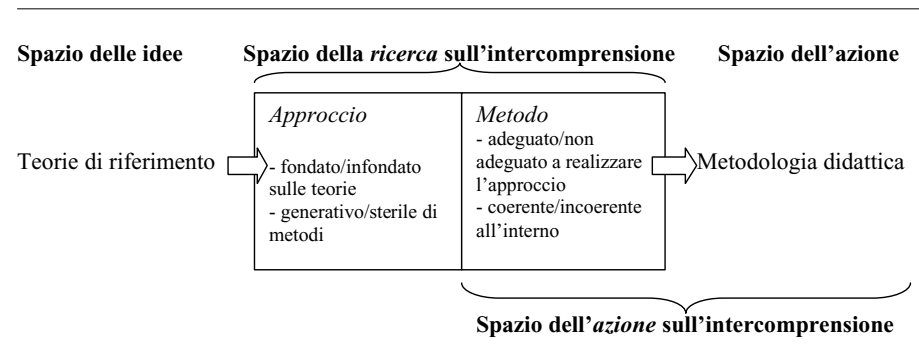 Spazio delle idee
Spazio della ricerca sull’intercomprensione
Spazio dell’azione
Teorie di riferimento
Approccio
- fondato/infondato
sulle teorie
- generativo/sterile di
metodi
Metodo
- adeguato/non
adeguato a realizzare
l’approccio
- coerente/incoerente
all’interno
Metodologia didattica
Spazio dell’azione sull’intercomprensione